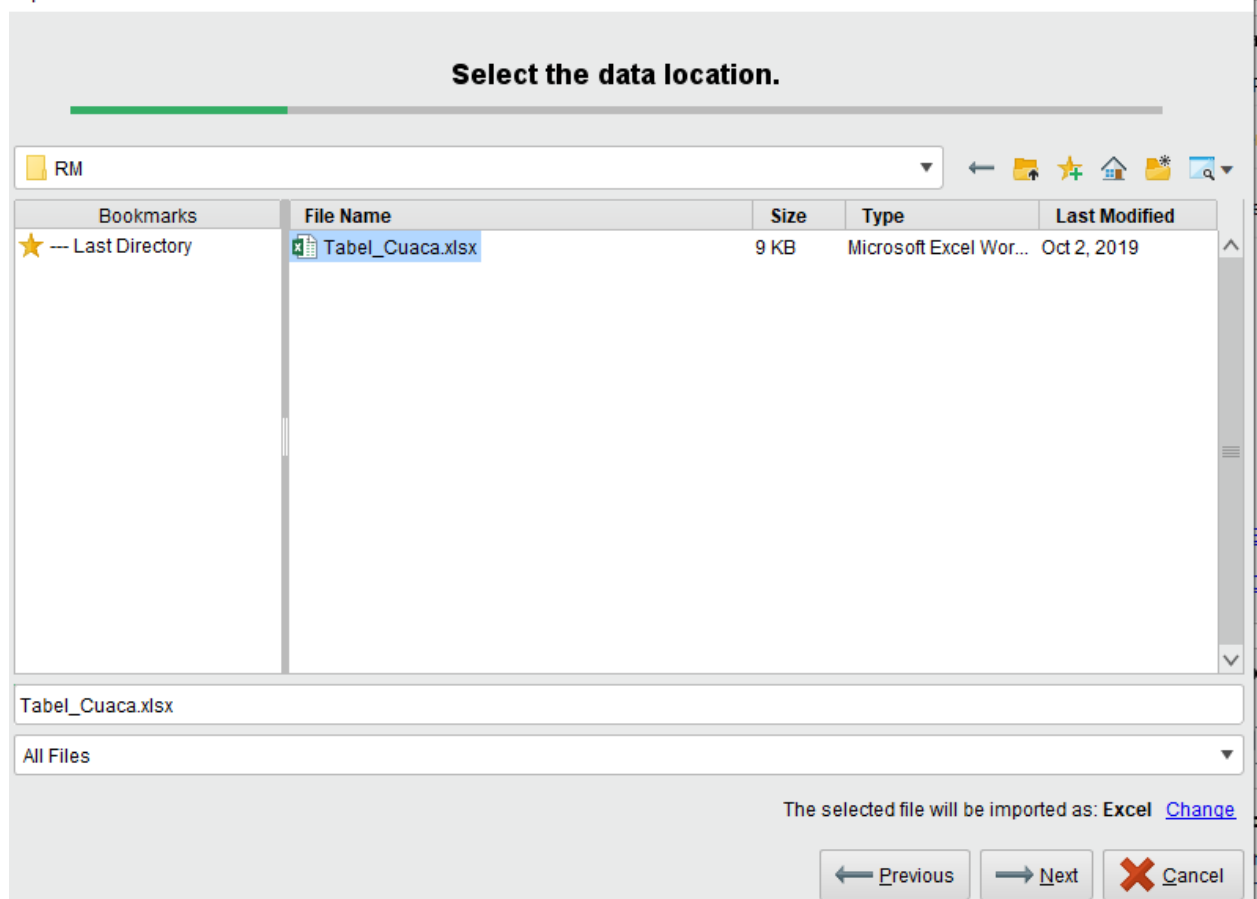 Select the data location.
RM
Bookmarks File Name Size Type Last Modified
--- Last Directory Tabel_Cuaca.xlsx 9 KB Microsoft Excel Wor... Oct 2, 2019
Tabel_Cuaca.xlsx
All Files
The selected file will be imported as: Excel Change
Previous Next Cancel